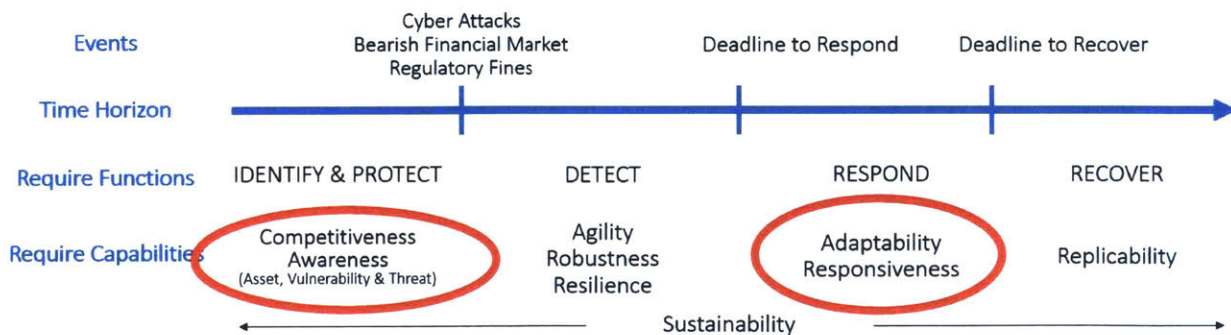 Events
Cyber Attacks
Bearish Financial Market
Regulatory Fines
Deadline to Respond
Deadline to Recover
Time Horizon
Require Functions
IDENTIFY & PROTECT
DETECT
RESPOND
RECOVER
Require Capabilities
Competitiveness
Awareness
(Asset, Vulnerability & Threat)
Agility
Robustness
Resilience
Adaptability
Responsiveness
Replicability
Sustainability